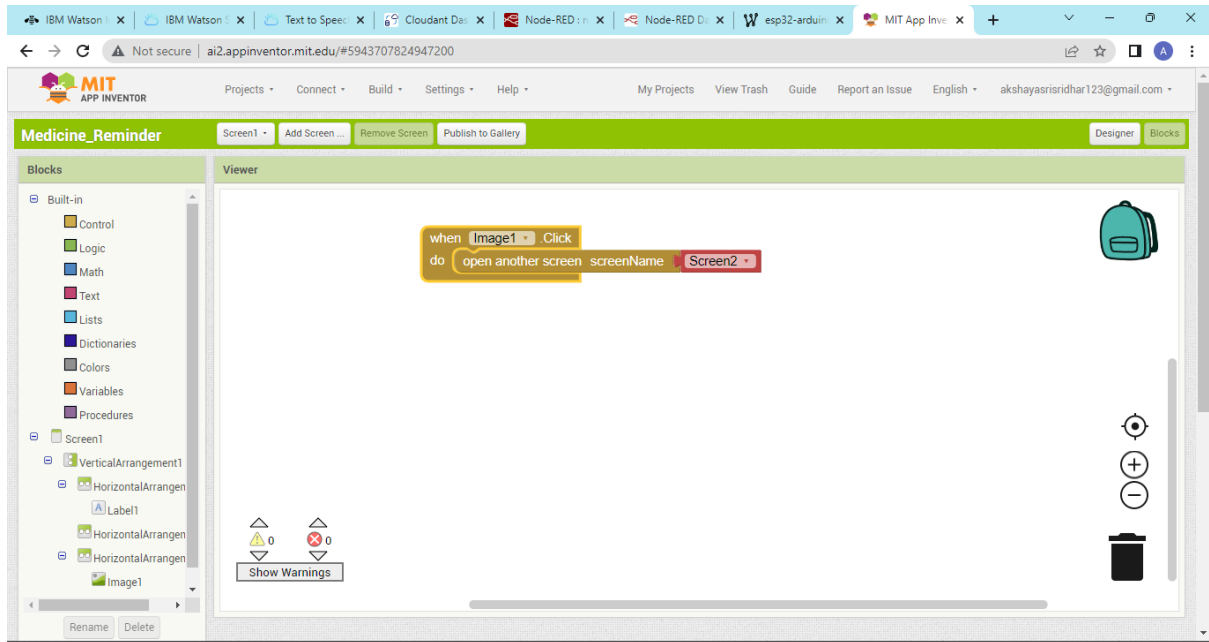 IBM Watson
IBM Watson S
Text to Speec
Cloudant Das
Node-RED : n
Node-RED Da
esp32-arduin
MIT App Inve
Not secure
ai2.appinventor.mit.edu/#5943707824947200
A
MIT
APP INVENTOR
Projects
Connect
Build
Settings
Help
My Projects
View Trash
Guide
Report an Issue
English
akshayasrisridhar123@gmail.com
Medicine_Reminder
Screen1
Add Screen ...
Remove Screen
Publish to Gallery
Designer
Blocks
Blocks
Viewer
Built-in
Control
Logic
Math
Text
Lists
Dictionaries
Colors
Variables
Procedures
Screen1
VerticalArrangement1
HorizontalArrangen
A Label1
HorizontalArrangen
HorizontalArrangen
Image1
Rename
Delete
when Image1 .Click
do open another screen screenName Screen2
0
0
Show Warnings